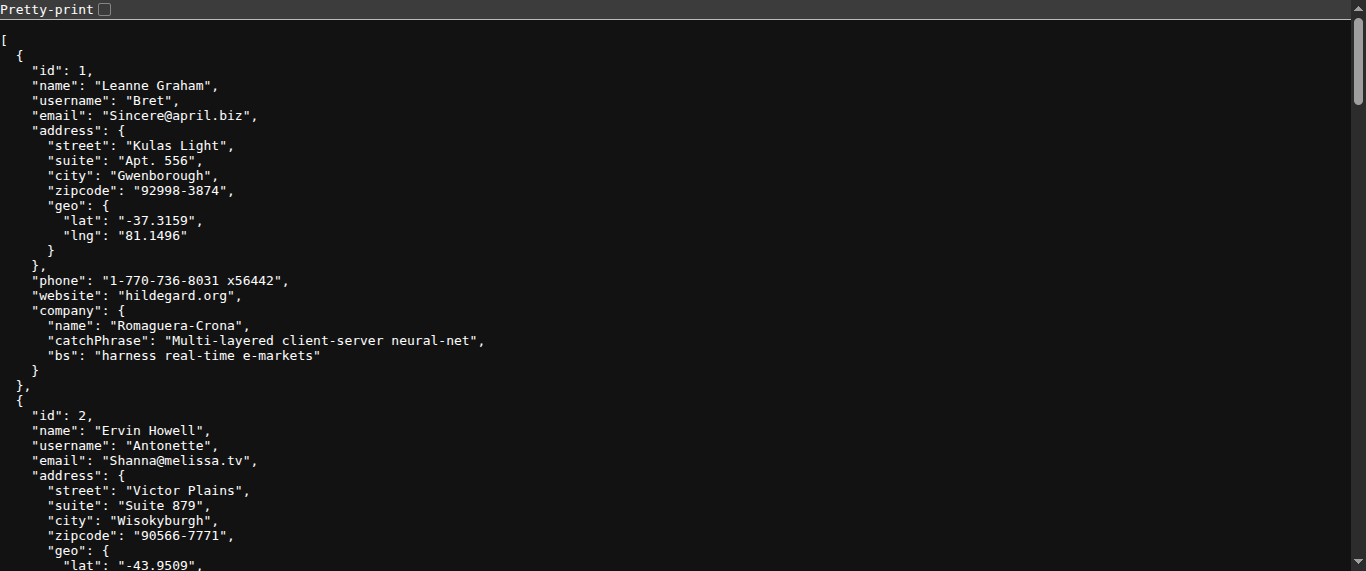 Pretty-print
[
  {
    "id": 1,
    "name": "Leanne Graham",
    "username": "Bret",
    "email": "Sincere@april.biz",
    "address": {
      "street": "Kulas Light",
      "suite": "Apt. 556",
      "city": "Gwenborough",
      "zipcode": "92998-3874",
      "geo": {
        "lat": "-37.3159",
        "lng": "81.1496"
      }
    },
    "phone": "1-770-736-8031 x56442",
    "website": "hildegard.org",
    "company": {
      "name": "Romaguera-Crona",
      "catchPhrase": "Multi-layered client-server neural-net",
      "bs": "harness real-time e-markets"
    }
  },
  {
    "id": 2,
    "name": "Ervin Howell",
    "username": "Antonette",
    "email": "Shanna@melissa.tv",
    "address": {
      "street": "Victor Plains",
      "suite": "Suite 879",
      "city": "Wisokyburgh",
      "zipcode": "90566-7771",
      "geo": {
        "lat": "-43.9509",